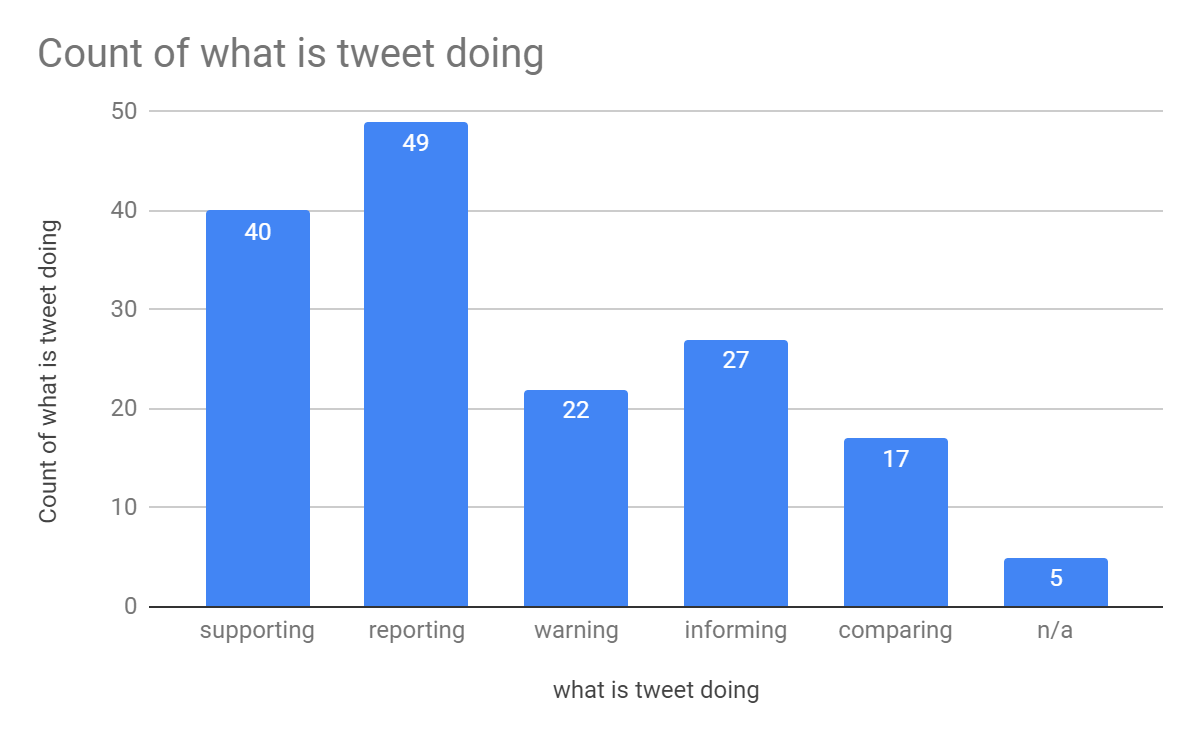 Count of what is tweet doing
50
40
30
20
10
0
Count of what is tweet doing
40
49
22
27
17
5
supporting
reporting
warning
informing
comparing
n/a
what is tweet doing